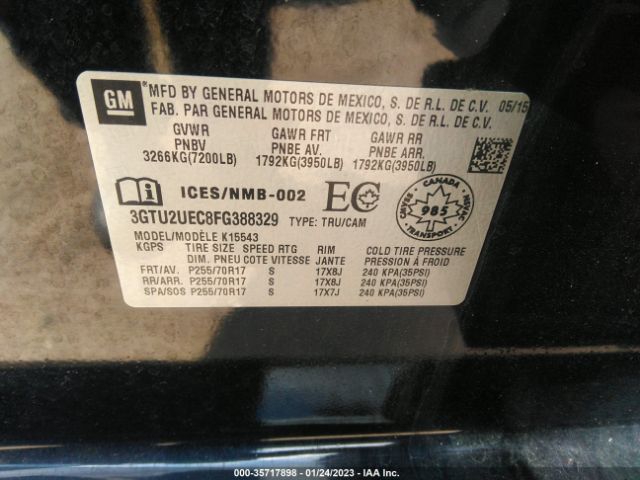 GM
MFD BY GENERAL MOTORS DE MEXICO, S. DE R.L. DE C.V. 05/15
FAB. PAR GENERAL MOTORS DE MEXICO, S. DE R.L. DE C.V.
GVWR GAWR FRT GAWR RR
PNBV PNBE AV. PNBE ARR.
3266KG(7200LB) 1792KG(3950LB) 1792KG(3950LB)
ICES/NMB-002 EC
CANADA
985
TRANSPORT
3GTU2UEC8FG388329 TYPE: TRU/CAM
MODEL/MODÈLE K15543
KGPS TIRE SIZE SPEED RTG RIM COLD TIRE PRESSURE
DIM. PNEU COTE VITESSE JANTE PRESSION À FROID
FRT/AV. P255/70R17 S 17X8J 240 KPA(35PSI)
RR/ARR. P255/70R17 S 17X8J 240 KPA(35PSI)
SPA/SOS P255/70R17 S 17X7J 240 KPA(35PSI)
000-35717898 - 01/24/2023 - IAA Inc.